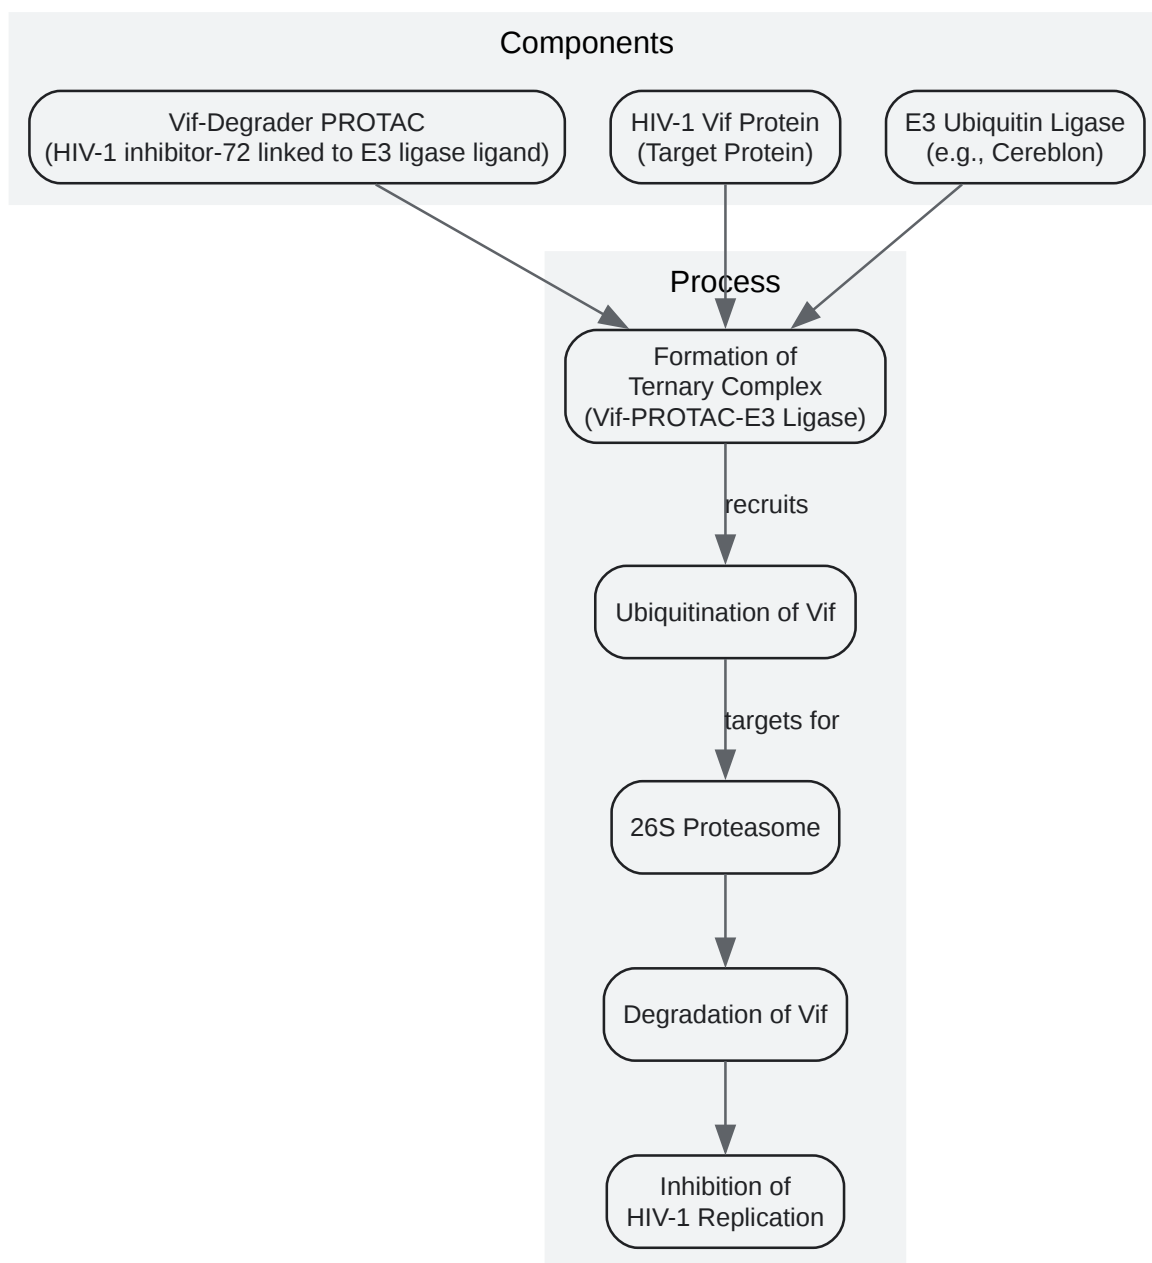 Components
Vif-Degrader PROTAC
(HIV-1 inhibitor-72 linked to E3 ligase ligand)
HIV-1 Vif Protein
(Target Protein)
E3 Ubiquitin Ligase
(e.g., Cereblon)
Process
Formation of
Ternary Complex
(Vif-PROTAC-E3 Ligase)
recruits
Ubiquitination of Vif
targets for
26S Proteasome
Degradation of Vif
Inhibition of
HIV-1 Replication